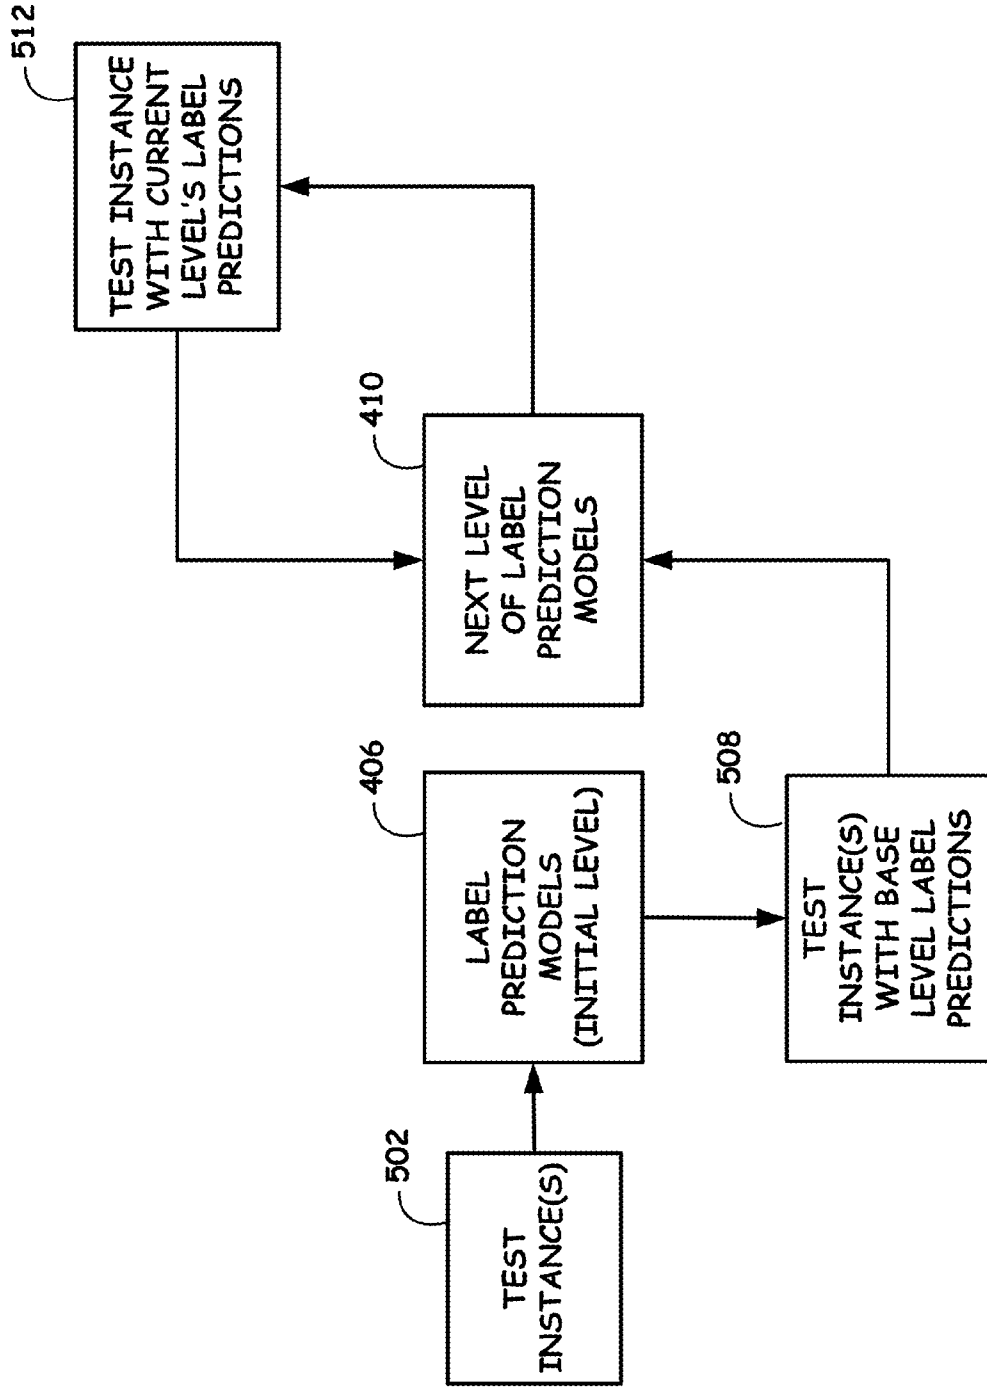 502
TEST
INSTANCE(S)
406
LABEL
PREDICTION
MODELS
(INITIAL LEVEL)
508
TEST
INSTANCE(S)
WITH BASE
LEVEL LABEL
PREDICTIONS
410
NEXT LEVEL
OF LABEL
PREDICTION
MODELS
512
TEST INSTANCE
WITH CURRENT
LEVEL'S LABEL
PREDICTIONS